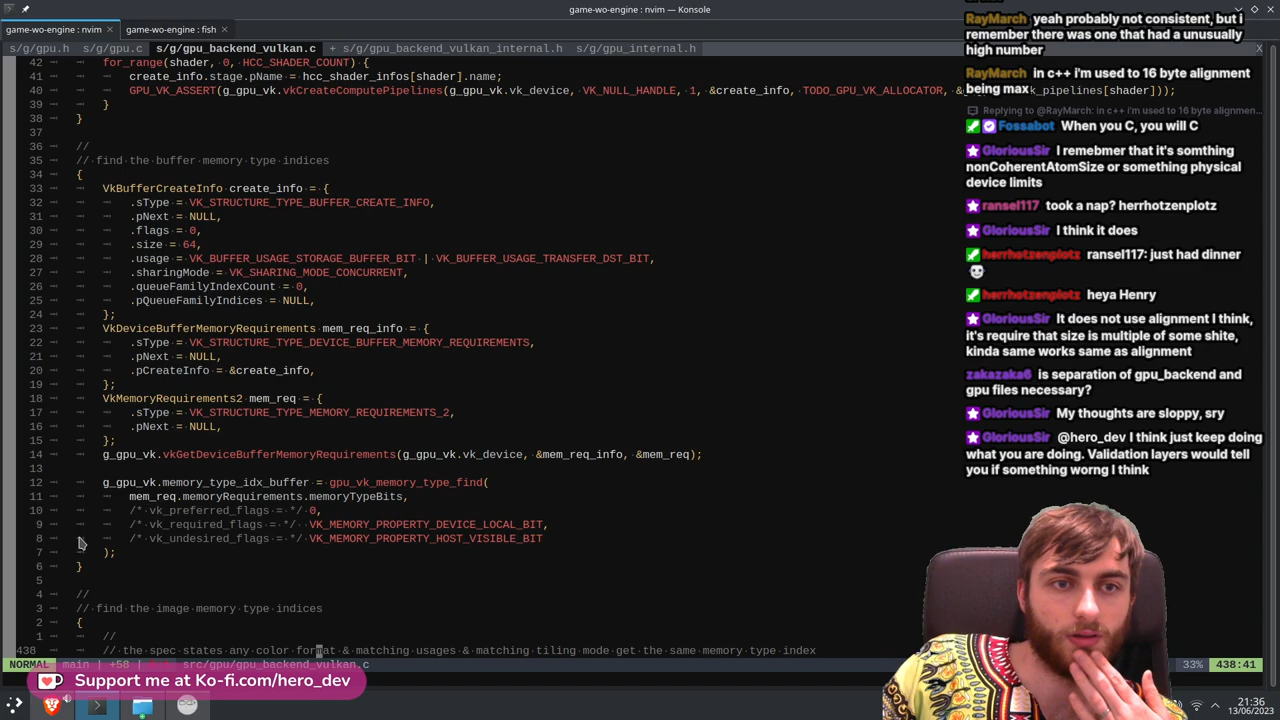 game-wo-engine : nvim — Konsole
game-wo-engine : nvim
game-wo-engine : fish
s/g/gpu.h s/g/gpu.c s/g/gpu_backend_vulkan.c + s/g/gpu_backend_vulkan_internal.h s/g/gpu_internal.h X
42 for_range(shader, 0, HCC_SHADER_COUNT) {
41 create_info.stage.pName = hcc_shader_infos[shader].name;
40 GPU_VK_ASSERT(g_gpu_vk.vkCreateComputePipelines(g_gpu_vk.vk_device, VK_NULL_HANDLE, 1, &create_info, TODO_GPU_VK_ALLOCATOR, & k_pipelines[shader]));
39 }
38 }
37
36 //
35 // find the buffer memory type indices
34 {
33 VkBufferCreateInfo create_info = {
32 .sType = VK_STRUCTURE_TYPE_BUFFER_CREATE_INFO,
31 .pNext = NULL,
30 .flags = 0,
29 .size = 64,
28 .usage = VK_BUFFER_USAGE_STORAGE_BUFFER_BIT | VK_BUFFER_USAGE_TRANSFER_DST_BIT,
27 .sharingMode = VK_SHARING_MODE_CONCURRENT,
26 .queueFamilyIndexCount = 0,
25 .pQueueFamilyIndices = NULL,
24 };
23 VkDeviceBufferMemoryRequirements mem_req_info = {
22 .sType = VK_STRUCTURE_TYPE_DEVICE_BUFFER_MEMORY_REQUIREMENTS,
21 .pNext = NULL,
20 .pCreateInfo = &create_info,
19 };
18 VkMemoryRequirements2 mem_req = {
17 .sType = VK_STRUCTURE_TYPE_MEMORY_REQUIREMENTS_2,
16 .pNext = NULL,
15 };
14 g_gpu_vk.vkGetDeviceBufferMemoryRequirements(g_gpu_vk.vk_device, &mem_req_info, &mem_req);
13
12 g_gpu_vk.memory_type_idx_buffer = gpu_vk_memory_type_find(
11 mem_req.memoryRequirements.memoryTypeBits,
10 /* vk_preferred_flags = */ 0,
9 /* vk_required_flags = */ VK_MEMORY_PROPERTY_DEVICE_LOCAL_BIT,
8 /* vk_undesired_flags = */ VK_MEMORY_PROPERTY_HOST_VISIBLE_BIT
7 );
6 }
5
4 //
3 // find the image memory type indices
2 {
1 //
438 // the spec states any color format & matching usages & matching tiling mode get the same memory type index
NORMAL main | +58 | src/gpu/gpu_backend_vulkan.c 33% 438:41
Support me at Ko-fi.com/hero_dev
21:36
13/06/2023
RayMarch yeah probably not consistent, but i
remember there was one that had a unusually
high number
RayMarch in c++ i'm used to 16 byte alignment
being max
Replying to @RayMarch: in c++ i'm used to 16 byte alignmen...
Fossabot When you C, you will C
GloriousSir I remebmer that it's somthing
nonCoherentAtomSize or something physical
device limits
ransel117 took a nap? herrhotzenplotz
GloriousSir I think it does
herrhotzenplotz ransel117: just had dinner
herrhotzenplotz heya Henry
GloriousSir It does not use alignment I think,
it's require that size is multiple of some shite,
kinda same works same as alignment
zakazaka6 is separation of gpu_backend and
gpu files necessary?
GloriousSir My thoughts are sloppy, sry
GloriousSir @hero_dev I think just keep doing
what you are doing. Validation layers would tell
you if something worng I think